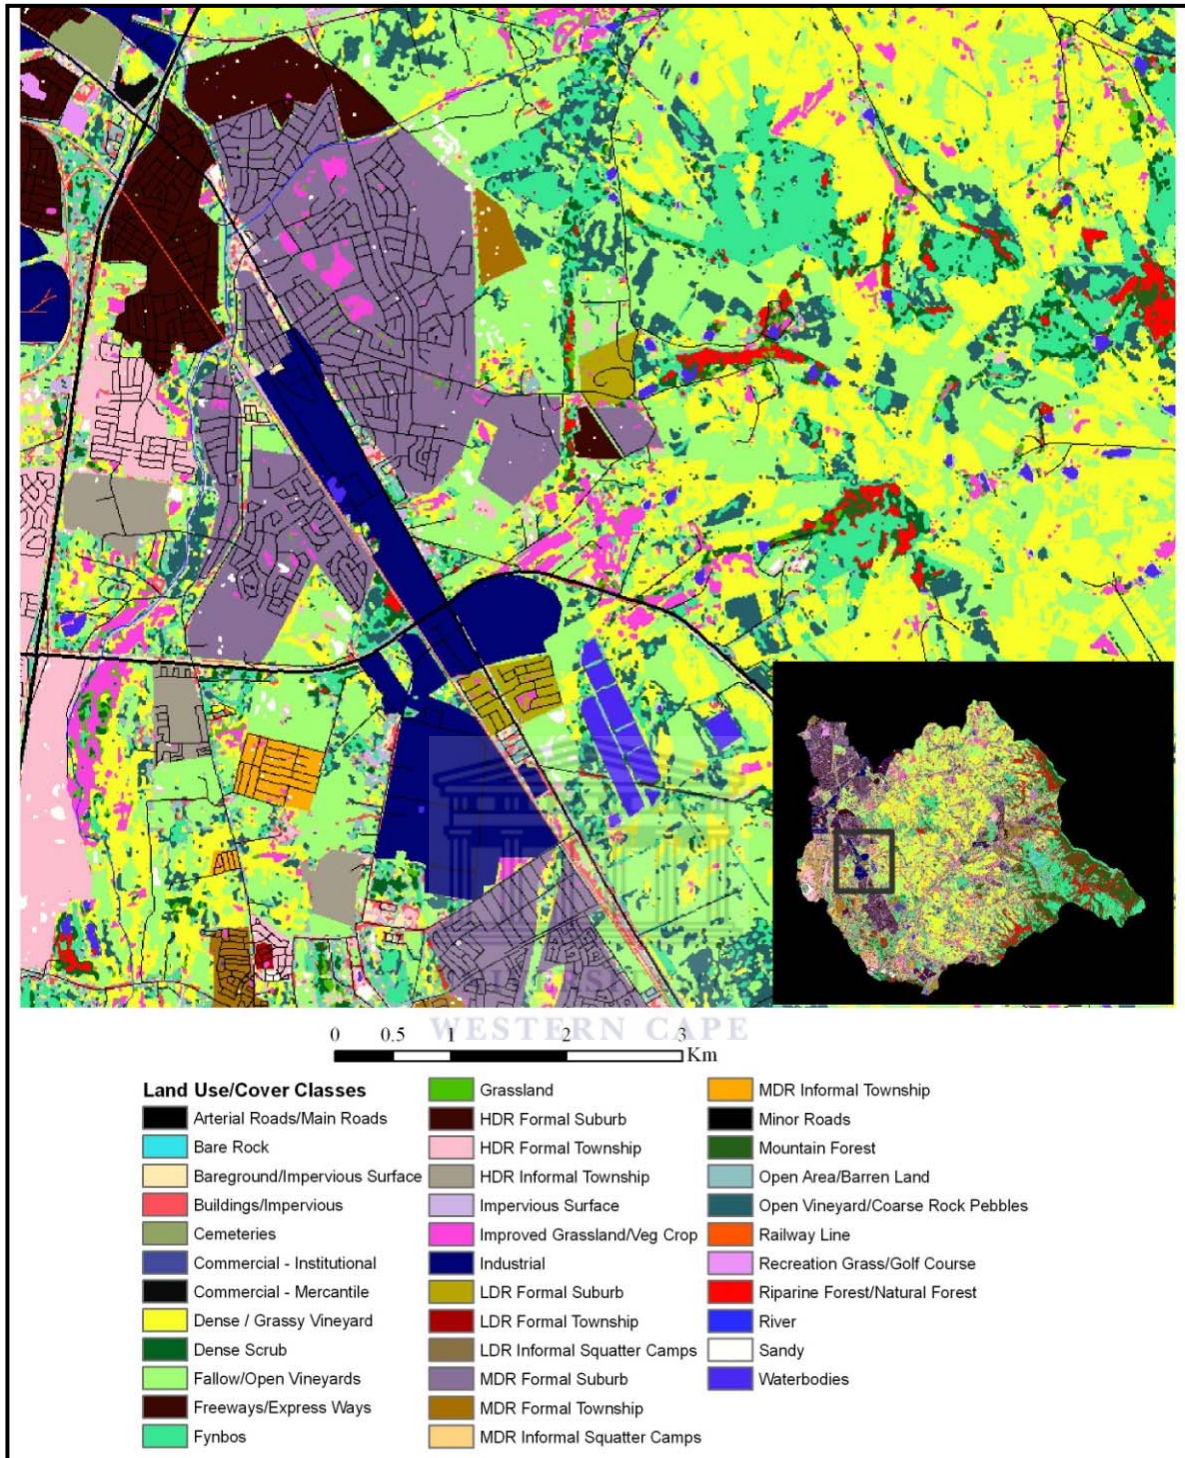 WESTERN CAPE
0 0.5 1 2 3
Km
Land Use/Cover Classes
Arterial Roads/Main Roads
Bare Rock
Bareground/Impervious Surface
Buildings/Impervious
Cemeteries
Commercial - Institutional
Commercial - Mercantile
Dense / Grassy Vineyard
Dense Scrub
Fallow/Open Vineyards
Freeways/Express Ways
Fynbos
Grassland
HDR Formal Suburb
HDR Formal Township
HDR Informal Township
Impervious Surface
Improved Grassland/Veg Crop
Industrial
LDR Formal Suburb
LDR Formal Township
LDR Informal Squatter Camps
MDR Formal Suburb
MDR Formal Township
MDR Informal Squatter Camps
MDR Informal Township
Minor Roads
Mountain Forest
Open Area/Barren Land
Open Vineyard/Coarse Rock Pebbles
Railway Line
Recreation Grass/Golf Course
Riparine Forest/Natural Forest
River
Sandy
Waterbodies